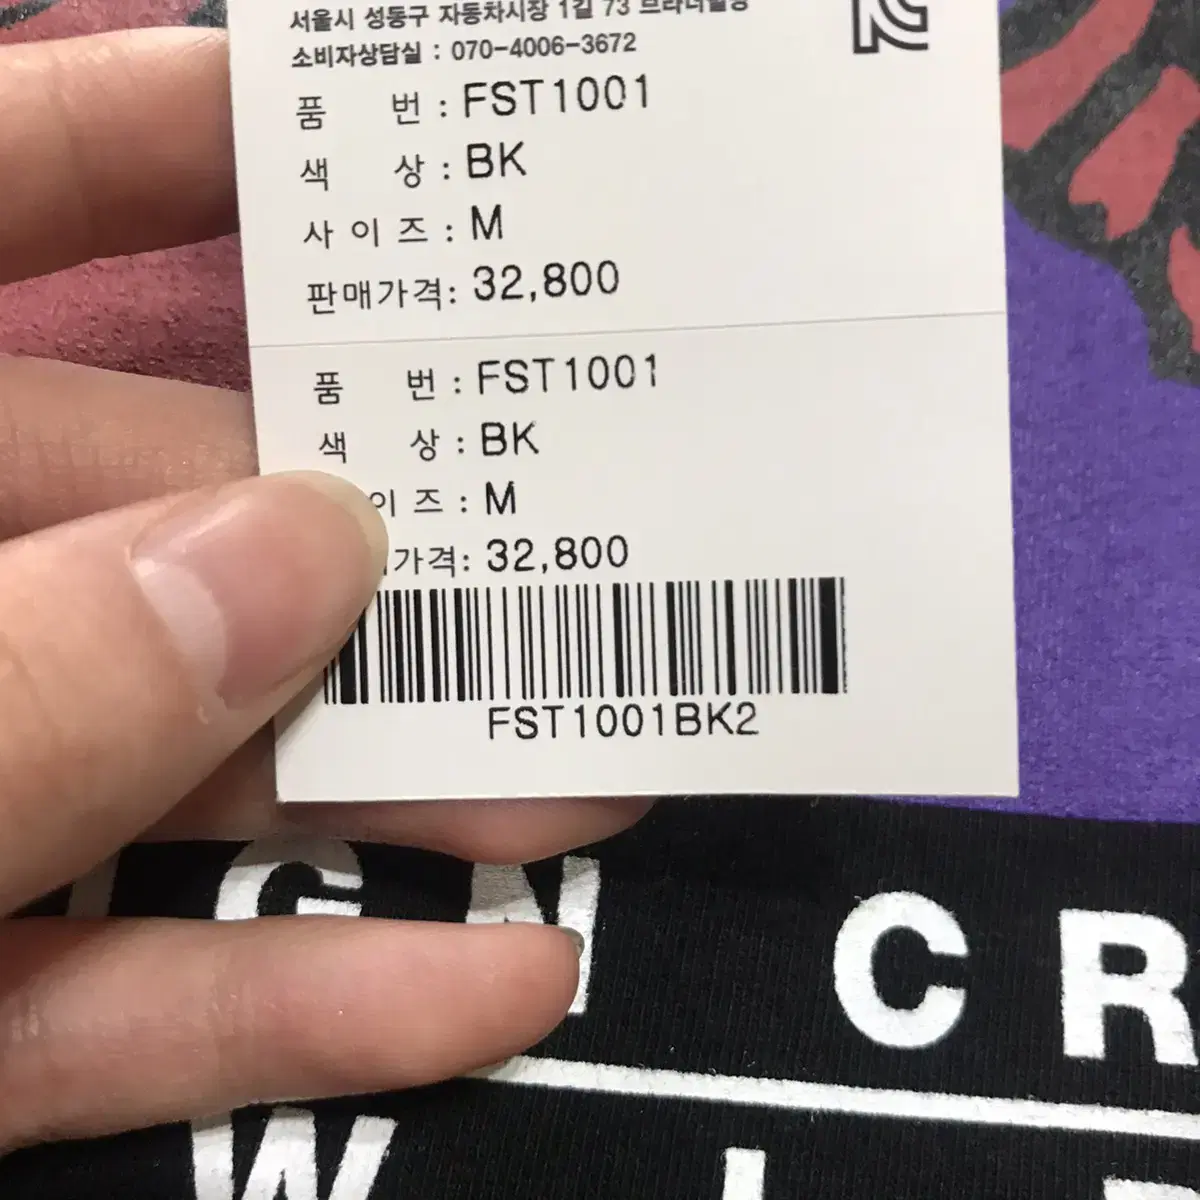 서울시 성동구 자동차시장 1길 73 브라더빌딩
소비자상담실 : 070-4006-3672
품 번 : FST1001
색 상 : BK
사 이 즈 : M
판매가격: 32,800
품 번 : FST1001
색 상 : BK
이 즈 : M
가격: 32,800
FST1001BK2
IGN CR
W